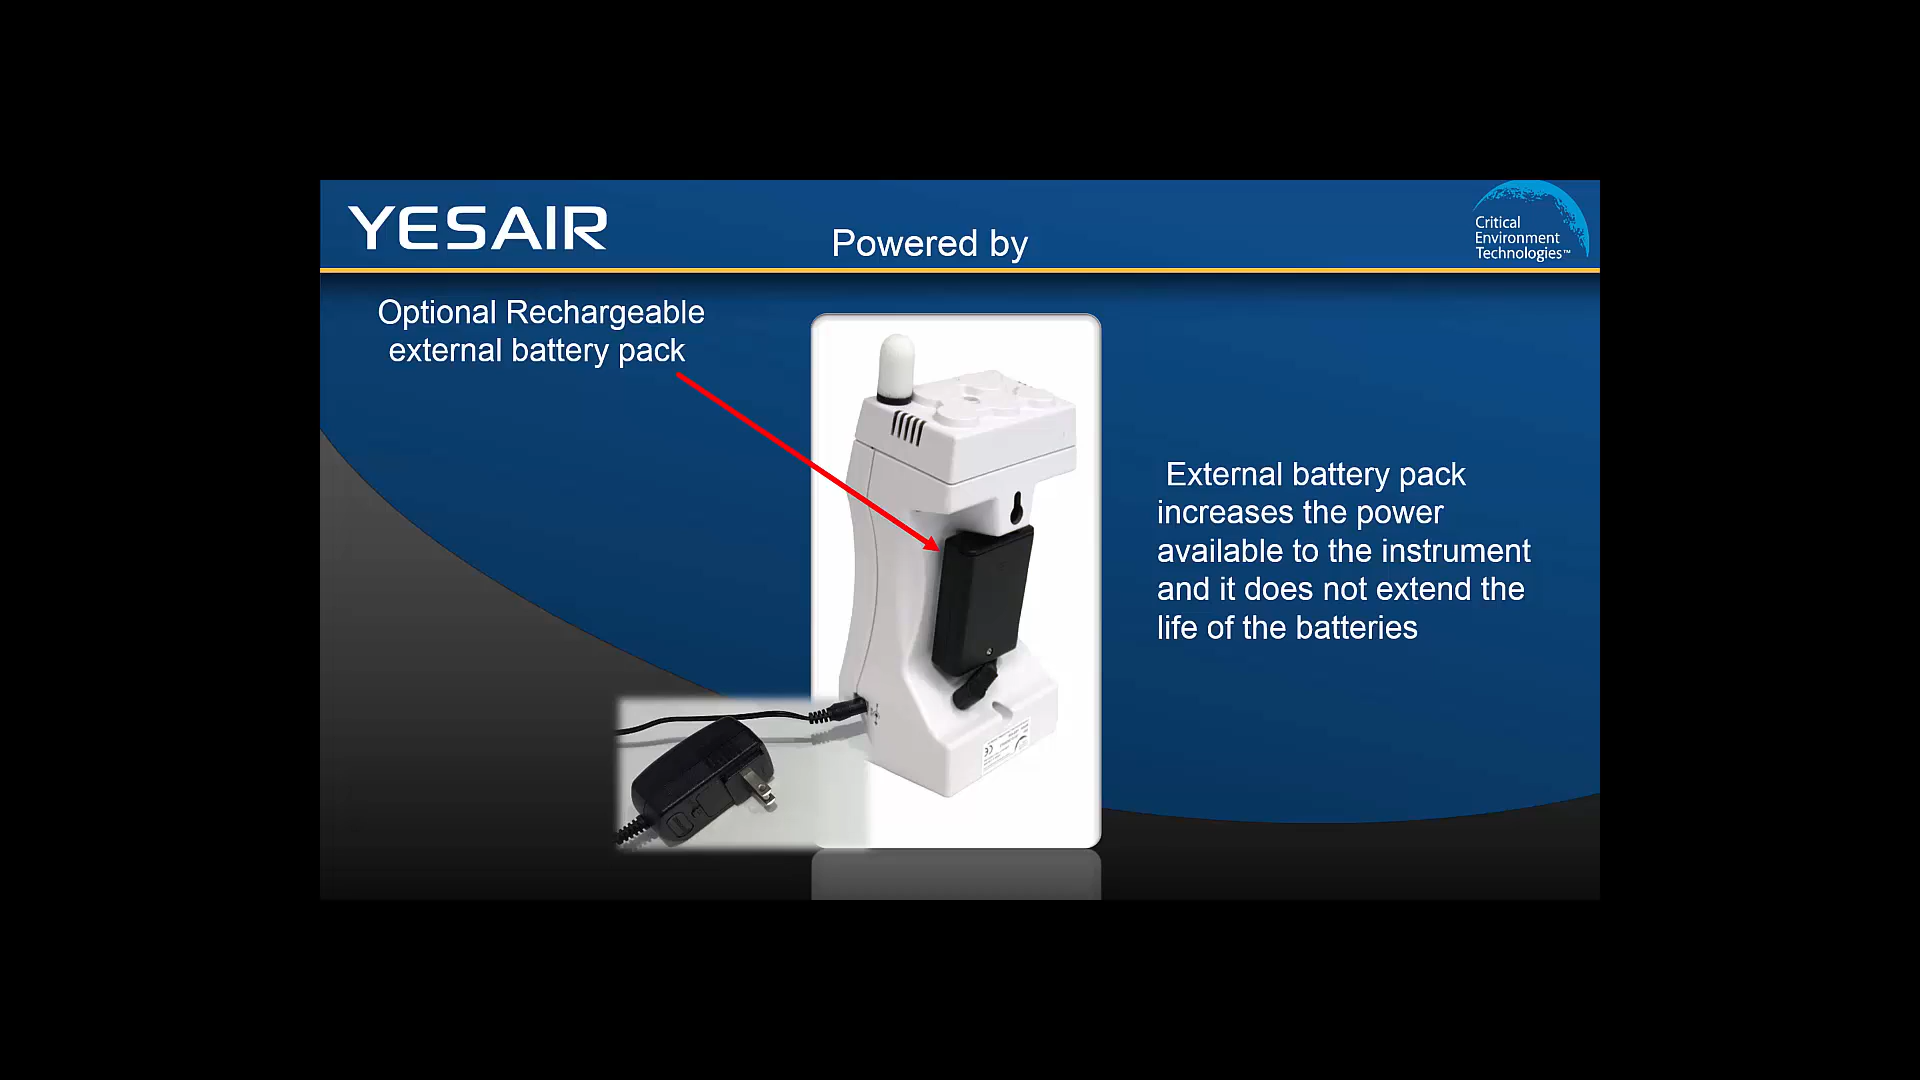 YESAIR
Powered by
Critical
Environment
Technologies™
Optional Rechargeable
external battery pack
External battery pack
increases the power
available to the instrument
and it does not extend the
life of the batteries